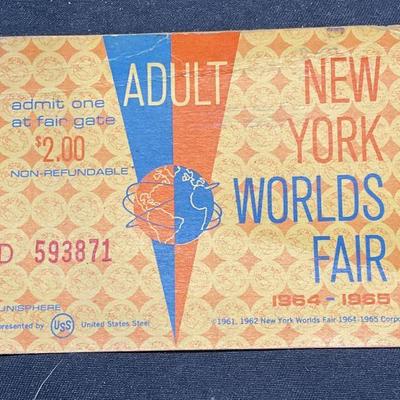 admit one
at fair gate
$2.00
NON-REFUNDABLE
ADULT
NEW
YORK
WORLDS
FAIR
1964-1965
D 593871
UNISPHERE
presented by USS United States Steel
©1961, 1962 New York Worlds Fair 1964-1965 Corpo